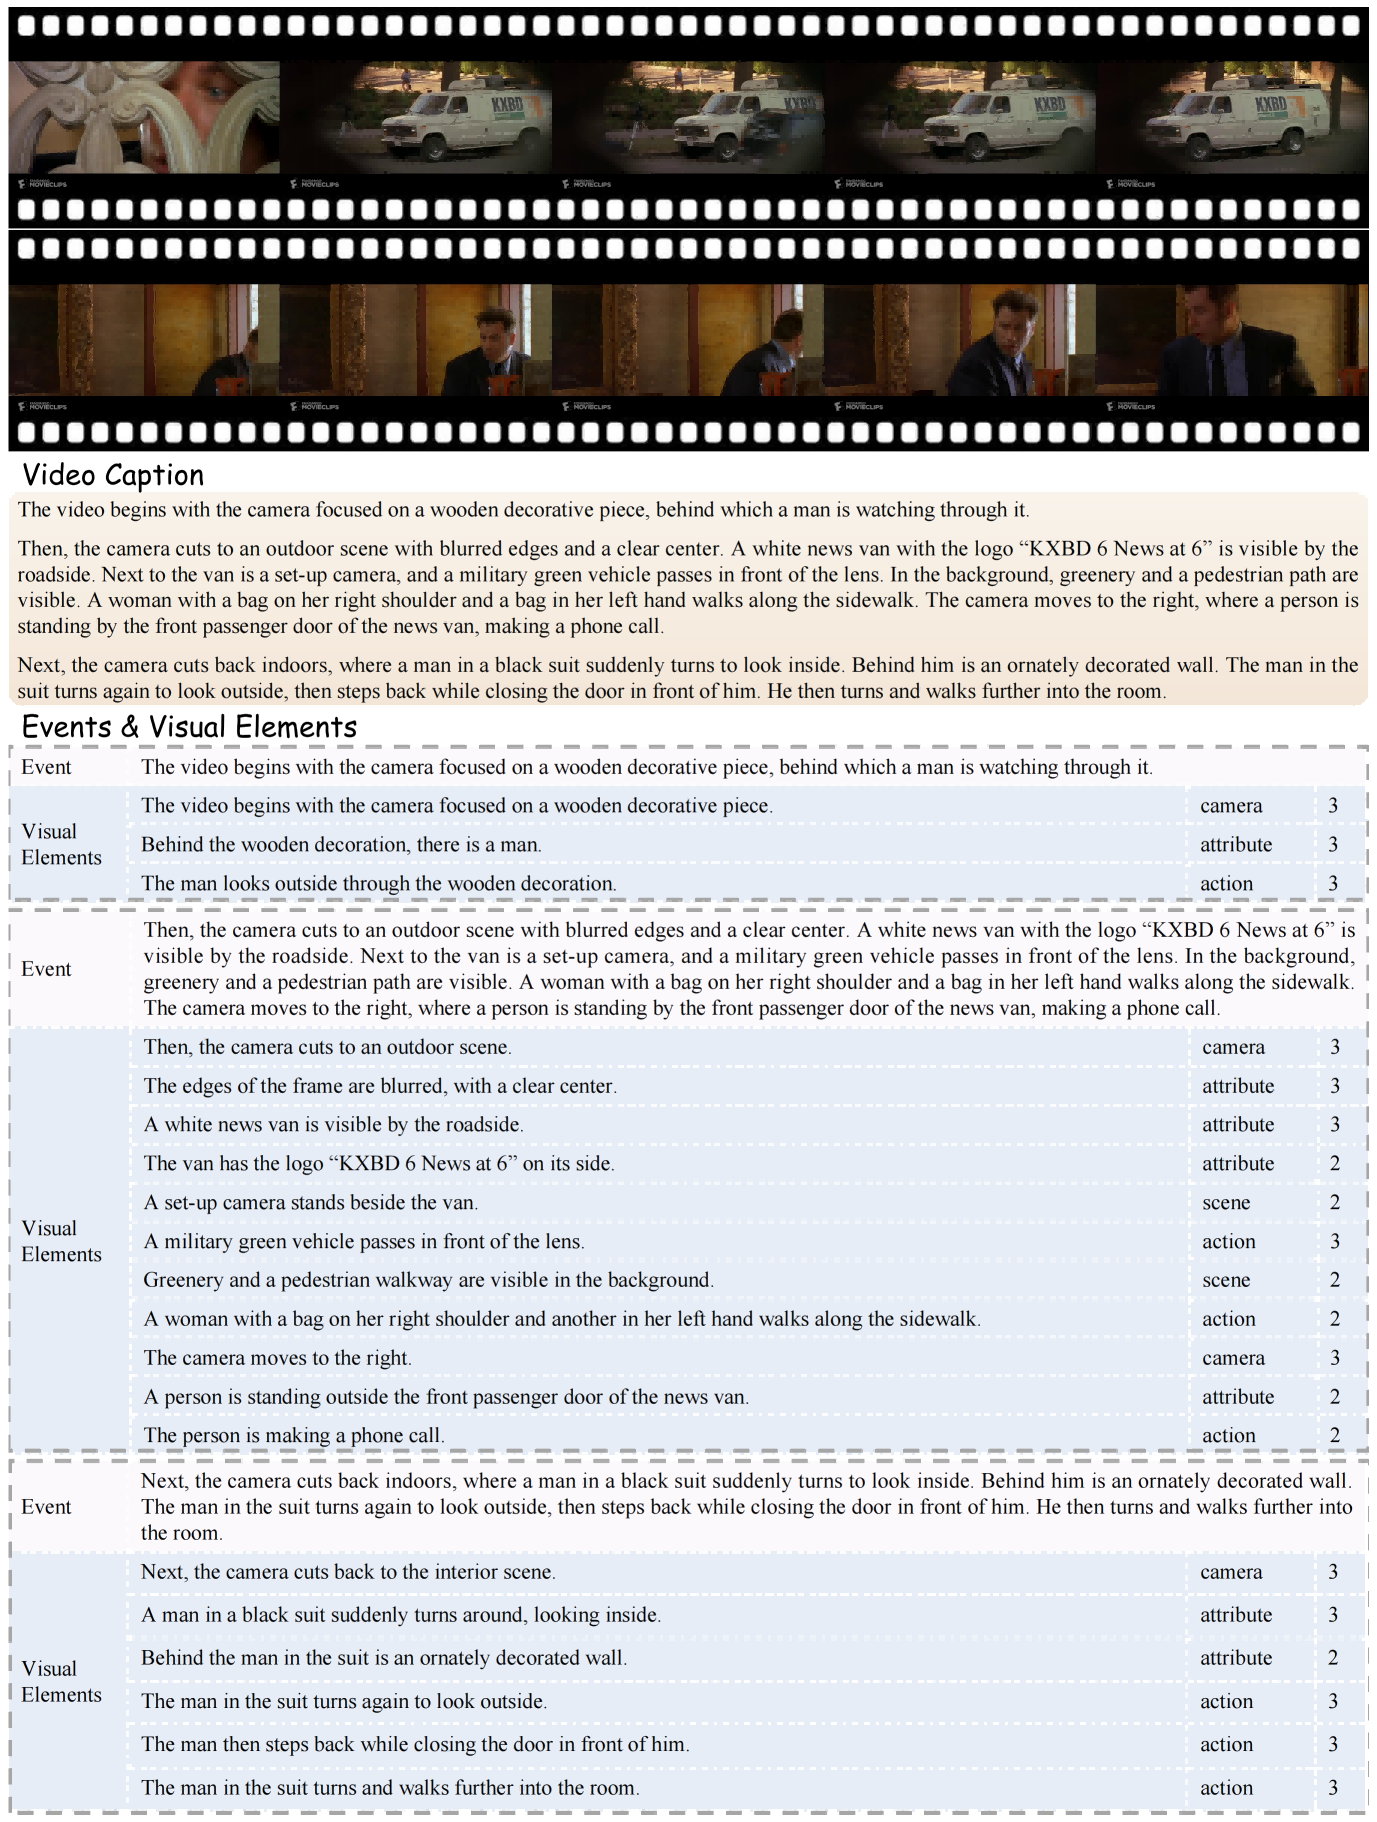 KXBD
KXBD
KXBD
KXBD
FANDANGO MOVIECLIPS
FANDANGO MOVIECLIPS
FANDANGO MOVIECLIPS
FANDANGO MOVIECLIPS
FANDANGO MOVIECLIPS
FANDANGO MOVIECLIPS
FANDANGO MOVIECLIPS
FANDANGO MOVIECLIPS
FANDANGO MOVIECLIPS
FANDANGO MOVIECLIPS
Video Caption
The video begins with the camera focused on a wooden decorative piece, behind which a man is watching through it.
Then, the camera cuts to an outdoor scene with blurred edges and a clear center. A white news van with the logo “KXBD 6 News at 6” is visible by the
roadside. Next to the van is a set-up camera, and a military green vehicle passes in front of the lens. In the background, greenery and a pedestrian path are
visible. A woman with a bag on her right shoulder and a bag in her left hand walks along the sidewalk. The camera moves to the right, where a person is
standing by the front passenger door of the news van, making a phone call.
Next, the camera cuts back indoors, where a man in a black suit suddenly turns to look inside. Behind him is an ornately decorated wall. The man in the
suit turns again to look outside, then steps back while closing the door in front of him. He then turns and walks further into the room.
Events & Visual Elements
Event The video begins with the camera focused on a wooden decorative piece, behind which a man is watching through it.
Visual
Elements
The video begins with the camera focused on a wooden decorative piece. camera 3
Behind the wooden decoration, there is a man. attribute 3
The man looks outside through the wooden decoration. action 3
Event
Then, the camera cuts to an outdoor scene with blurred edges and a clear center. A white news van with the logo “KXBD 6 News at 6” is
visible by the roadside. Next to the van is a set-up camera, and a military green vehicle passes in front of the lens. In the background,
greenery and a pedestrian path are visible. A woman with a bag on her right shoulder and a bag in her left hand walks along the sidewalk.
The camera moves to the right, where a person is standing by the front passenger door of the news van, making a phone call.
Visual
Elements
Then, the camera cuts to an outdoor scene. camera 3
The edges of the frame are blurred, with a clear center. attribute 3
A white news van is visible by the roadside. attribute 3
The van has the logo “KXBD 6 News at 6” on its side. attribute 2
A set-up camera stands beside the van. scene 2
A military green vehicle passes in front of the lens. action 3
Greenery and a pedestrian walkway are visible in the background. scene 2
A woman with a bag on her right shoulder and another in her left hand walks along the sidewalk. action 2
The camera moves to the right. camera 3
A person is standing outside the front passenger door of the news van. attribute 2
The person is making a phone call. action 2
Event
Next, the camera cuts back indoors, where a man in a black suit suddenly turns to look inside. Behind him is an ornately decorated wall.
The man in the suit turns again to look outside, then steps back while closing the door in front of him. He then turns and walks further into
the room.
Visual
Elements
Next, the camera cuts back to the interior scene. camera 3
A man in a black suit suddenly turns around, looking inside. attribute 3
Behind the man in the suit is an ornately decorated wall. attribute 2
The man in the suit turns again to look outside. action 3
The man then steps back while closing the door in front of him. action 3
The man in the suit turns and walks further into the room. action 3